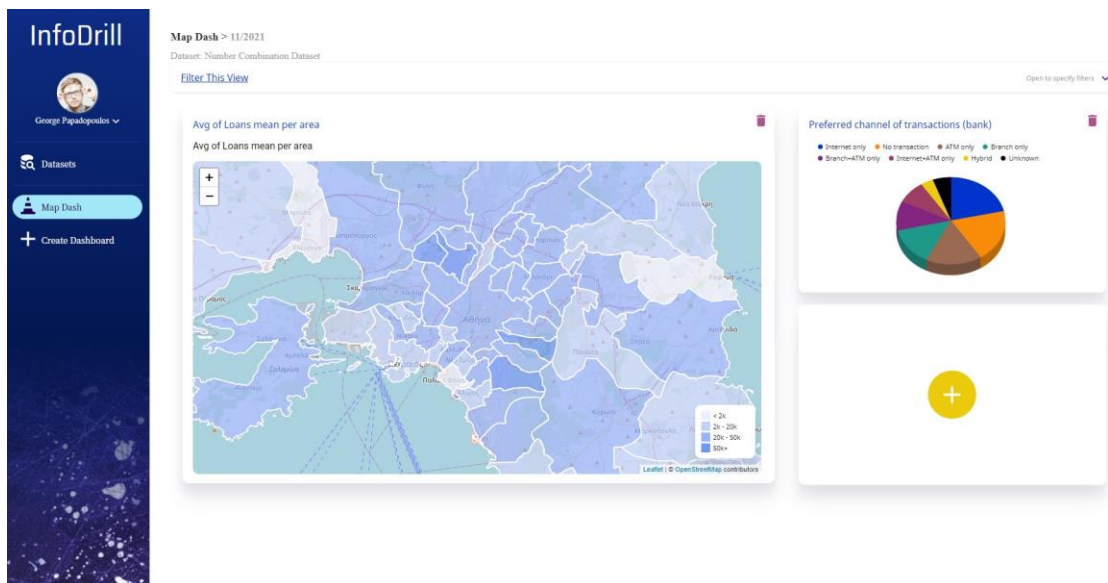 InfoDrill
George Papadopoulos
Datasets
Map Dash
Create Dashboard
Map Dash > 11/2021
Dataset: Number Combination Dataset
Filter This View
Open to specify filters
Avg of Loans mean per area
Avg of Loans mean per area
+
−
Αθήνα
Σαλαμίνα
< 2k
2k - 20k
20k - 50k
50k+
Leaflet | © OpenStreetMap contributors
Preferred channel of transactions (bank)
Internet only No transaction ATM only Branch only
Branch+ATM only Internet+ATM only Hybrid Unknown
+